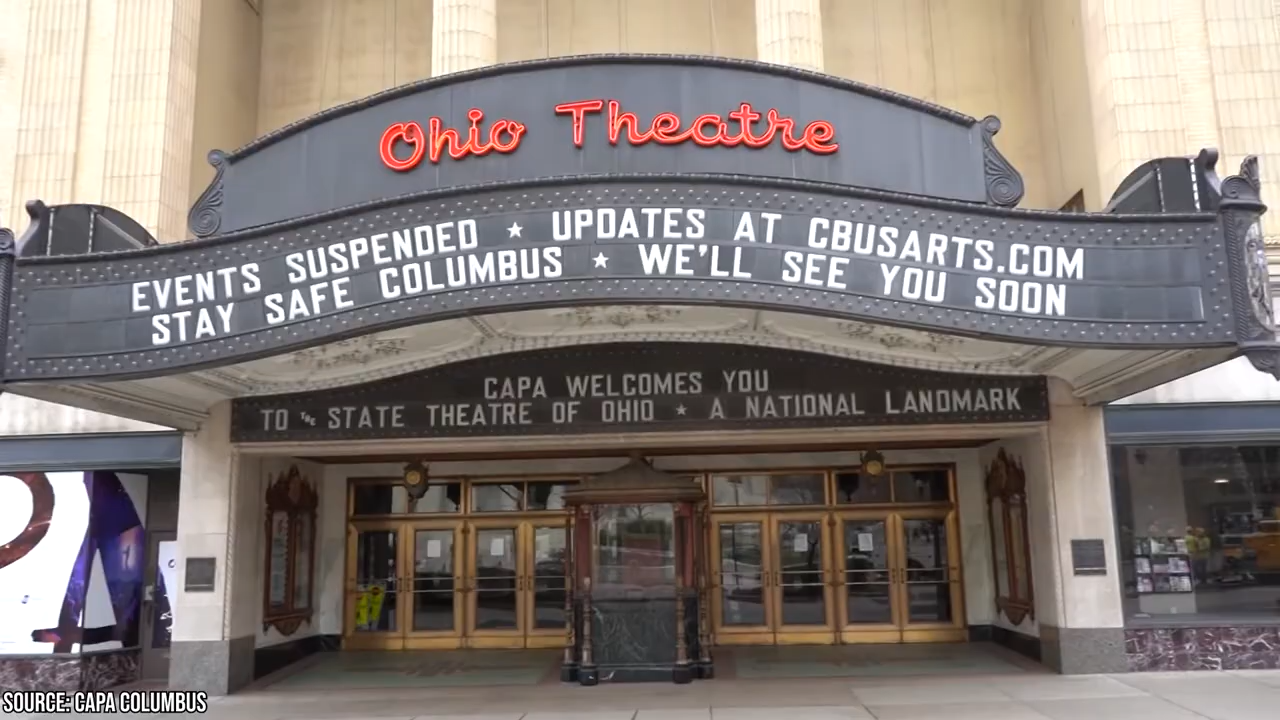 Ohio Theatre
EVENTS SUSPENDED ★ UPDATES AT CBUSARTS.COM
STAY SAFE COLUMBUS ★ WE'LL SEE YOU SOON
CAPA WELCOMES YOU
TO THE STATE THEATRE OF OHIO ★ A NATIONAL LANDMARK
SOURCE: CAPA COLUMBUS